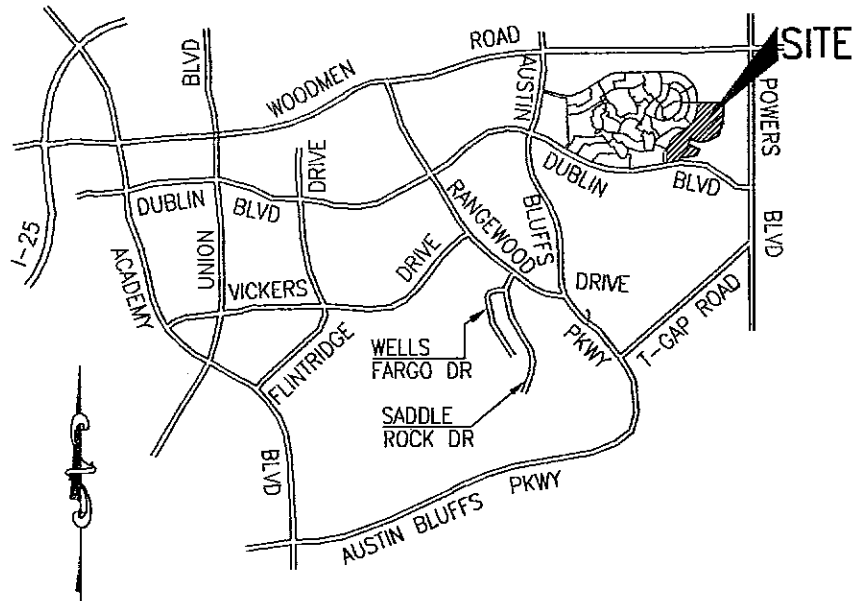 SITE
ROAD
WOODMEN
BLVD
AUSTIN
POWERS
DRIVE
DUBLIN
BLVD
DUBLIN
BLVD
RANGEWOOD
BLUFFS
I-25
ACADEMY
UNION
VICKERS
DRIVE
DRIVE
BLVD
FLINTRIDGE
WELLS
FARGO DR
PKWY
T-GAP ROAD
SADDLE
ROCK DR
BLVD
AUSTIN BLUFFS
PKWY